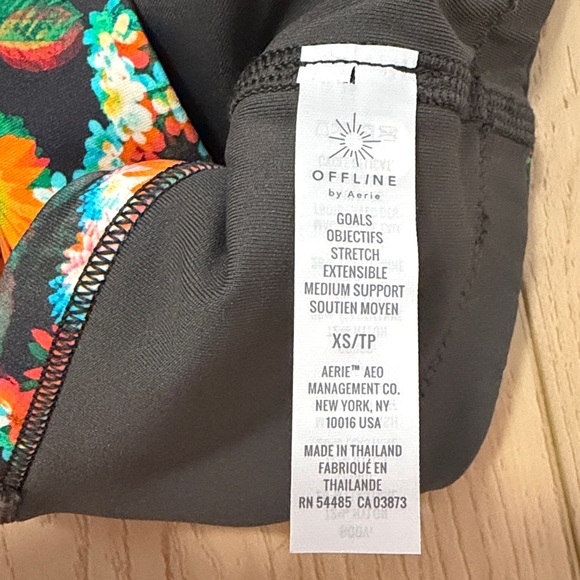 OFFLINE
by Aerie
GOALS
OBJECTIFS
STRETCH
EXTENSIBLE
MEDIUM SUPPORT
SOUTIEN MOYEN
XS/TP
AERIE™ AEO
MANAGEMENT CO.
NEW YORK, NY
10016 USA
MADE IN THAILAND
FABRIQUÉ EN
THAILANDE
RN 54485 CA 03873